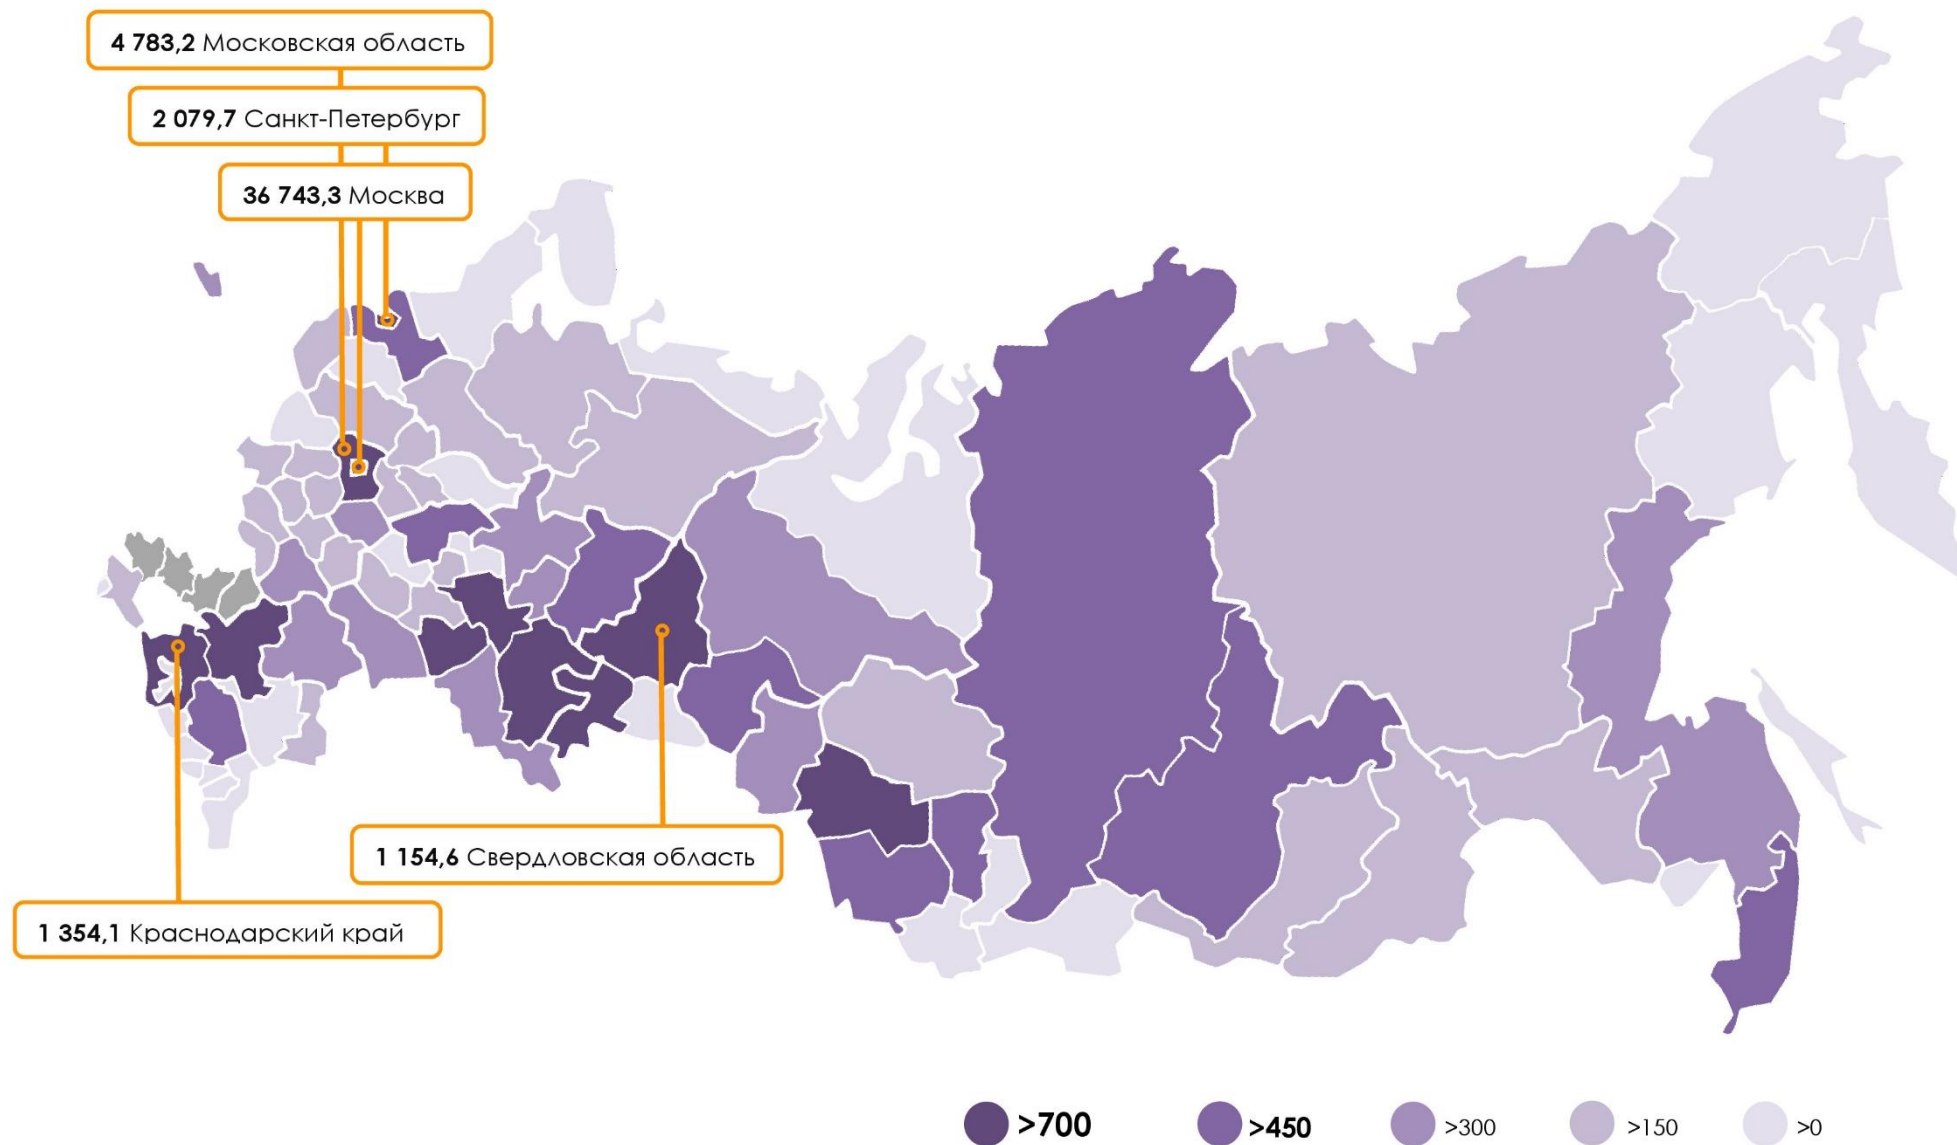 4 783,2 Московская область
2 079,7 Санкт-Петербург
36 743,3 Москва
1 154,6 Свердловская область
1 354,1 Краснодарский край
>700
>450
>300
>150
>0